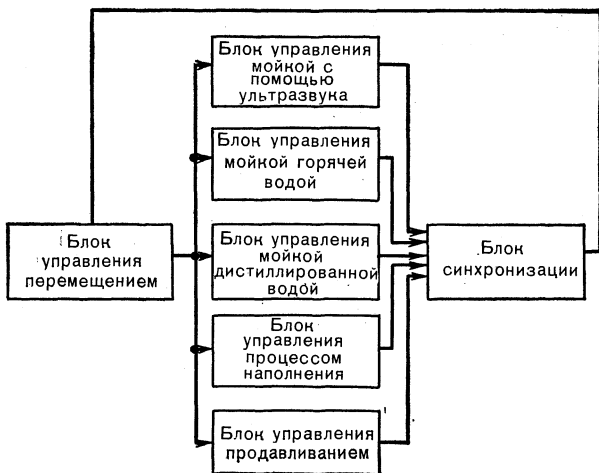 Блок управления
мойкой с
помощью
ультразвука
Блок управления
мойкой горячей
водой
Блок
управления
перемещением
Блок управления
мойкой
дистиллированной
водой
Блок
синхронизации
Блок
управления
процессом
наполнения
Блок управления
продавливанием